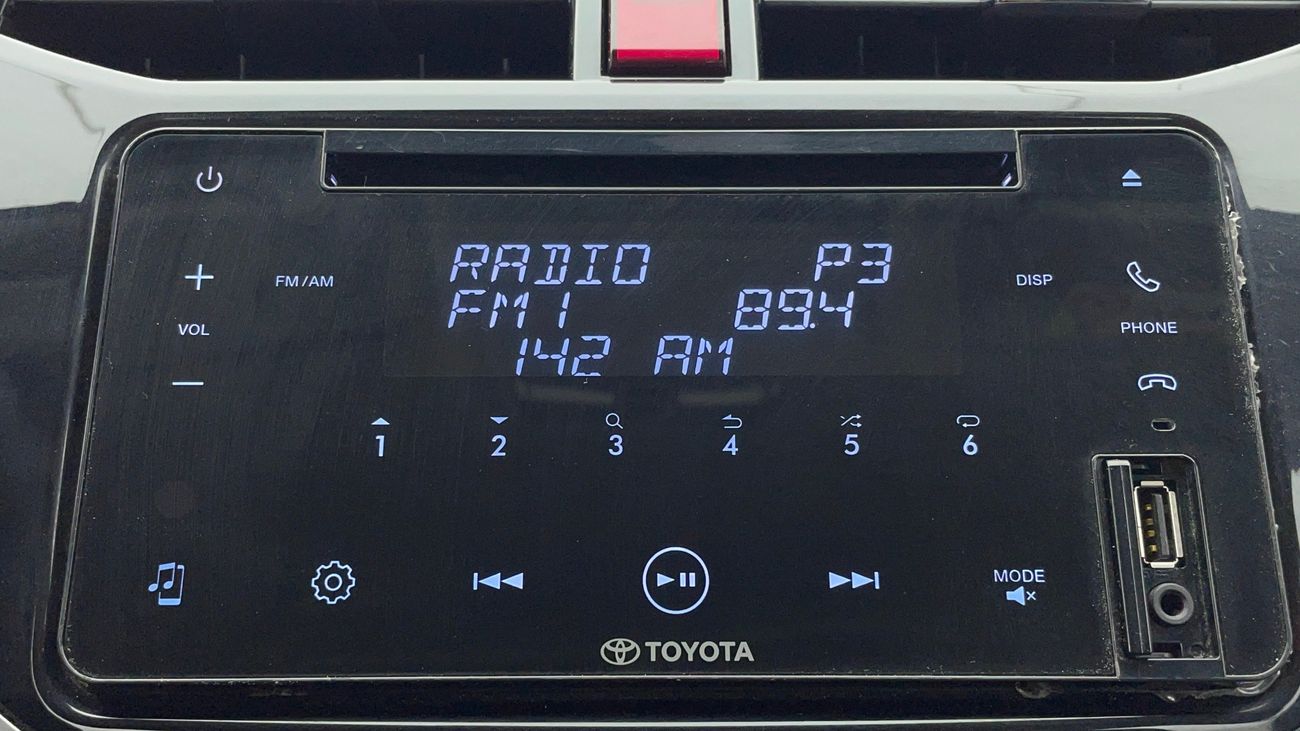 RADIO P3
FM/AM
DISP
FM1 89.4
VOL
PHONE
142 AM
1 2 3 4 5 6
MODE
TOYOTA